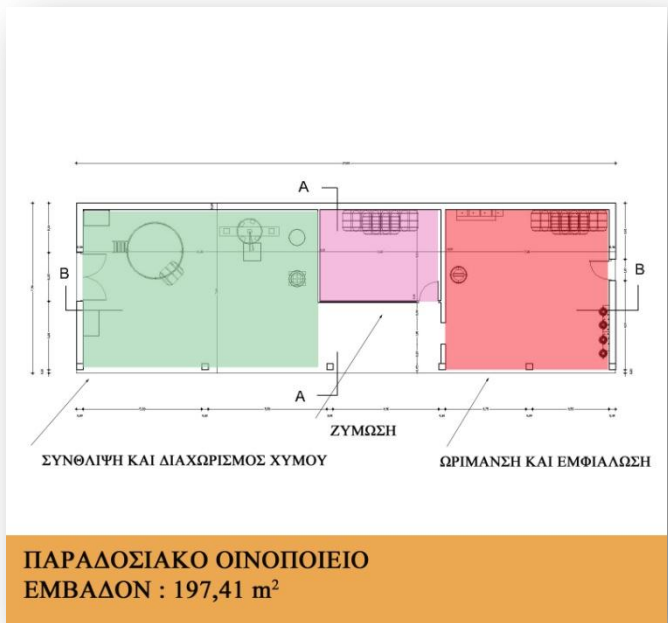 A
B
B
A
ΖΥΜΩΣΗ
ΣΥΝΘΛΙΨΗ ΚΑΙ ΔΙΑΧΩΡΙΣΜΟΣ ΧΥΜΟΥ
ΩΡΙΜΑΝΣΗ ΚΑΙ ΕΜΦΙΑΛΩΣΗ
ΠΑΡΑΔΟΣΙΑΚΟ ΟΙΝΟΠΟΙΕΙΟ
ΕΜΒΑΔΟΝ : 197,41 m²